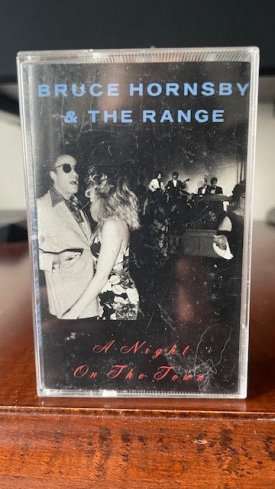 BRUCE HORNSBY
& THE RANGE
A Night
On The Town